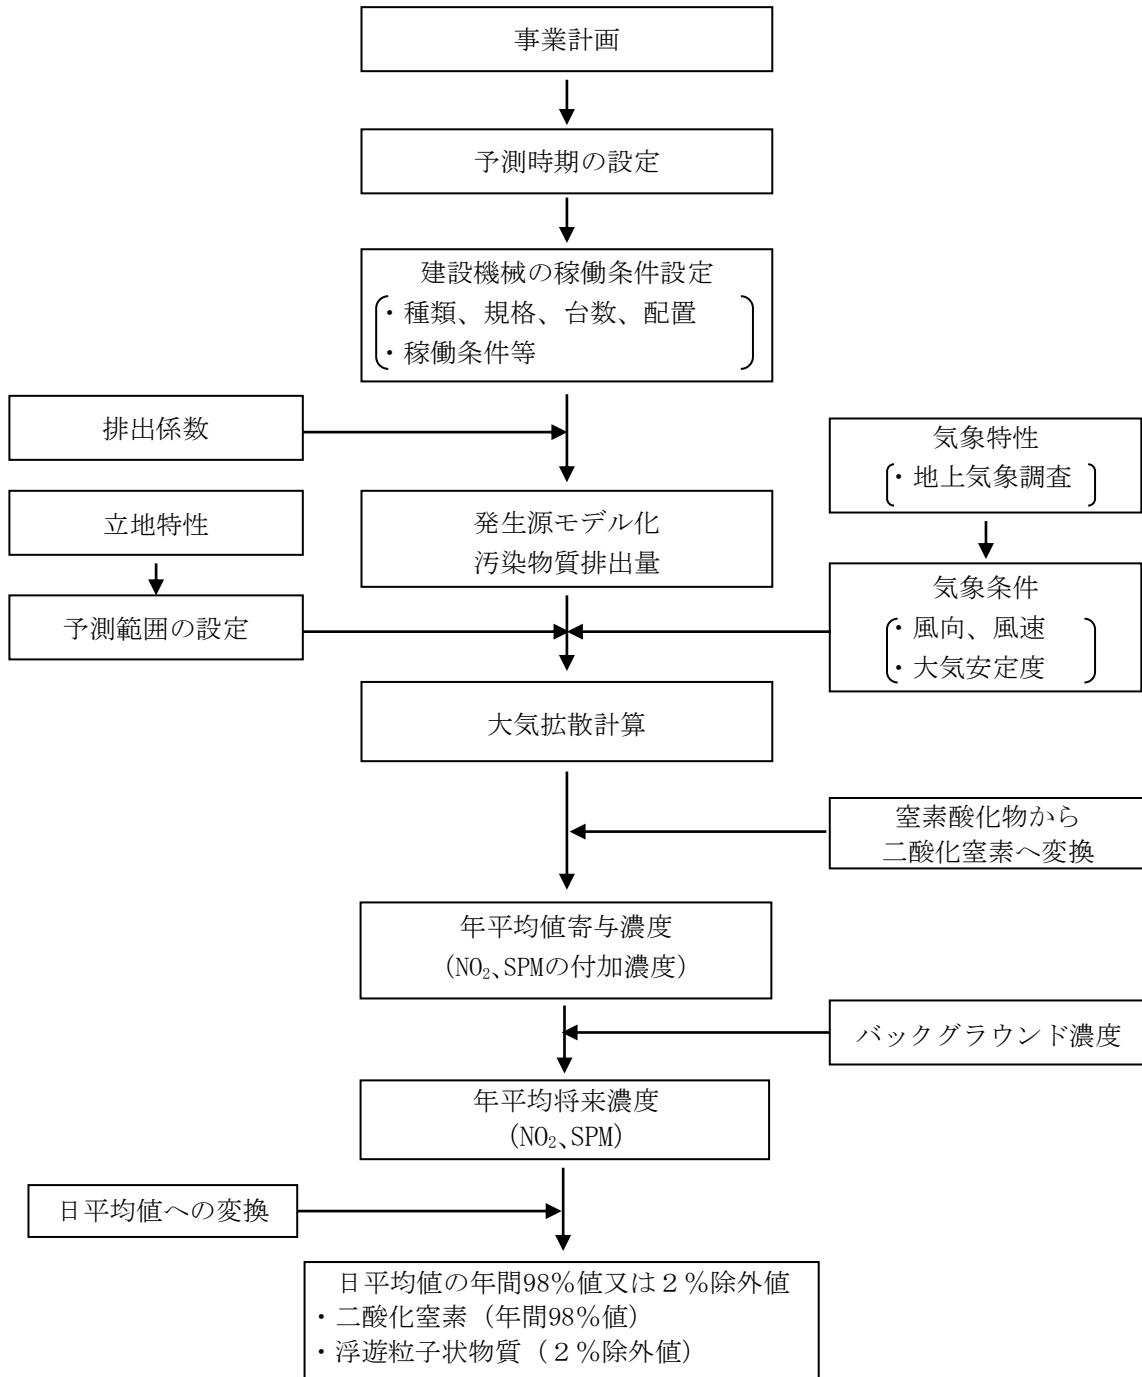 事業計画
予測時期の設定
建設機械の稼働条件設定
・種類、規格、台数、配置
・稼働条件等
排出係数
気象特性
・地上気象調査
立地特性
発生源モデル化
汚染物質排出量
気象条件
・風向、風速
・大気安定度
予測範囲の設定
大気拡散計算
窒素酸化物から
二酸化窒素へ変換
年平均値寄与濃度
(NO₂、SPMの付加濃度)
バックグラウンド濃度
年平均将来濃度
(NO₂、SPM)
日平均値への変換
日平均値の年間98%値又は２%除外値
・二酸化窒素（年間98%値）
・浮遊粒子状物質（２%除外値）